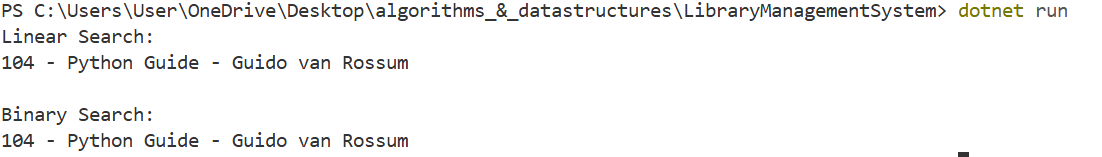 PS C:\Users\User\OneDrive\Desktop\algorithms_&_datastructures\LibraryManagementSystem> dotnet run
Linear Search:
104 - Python Guide - Guido van Rossum
Binary Search:
104 - Python Guide - Guido van Rossum